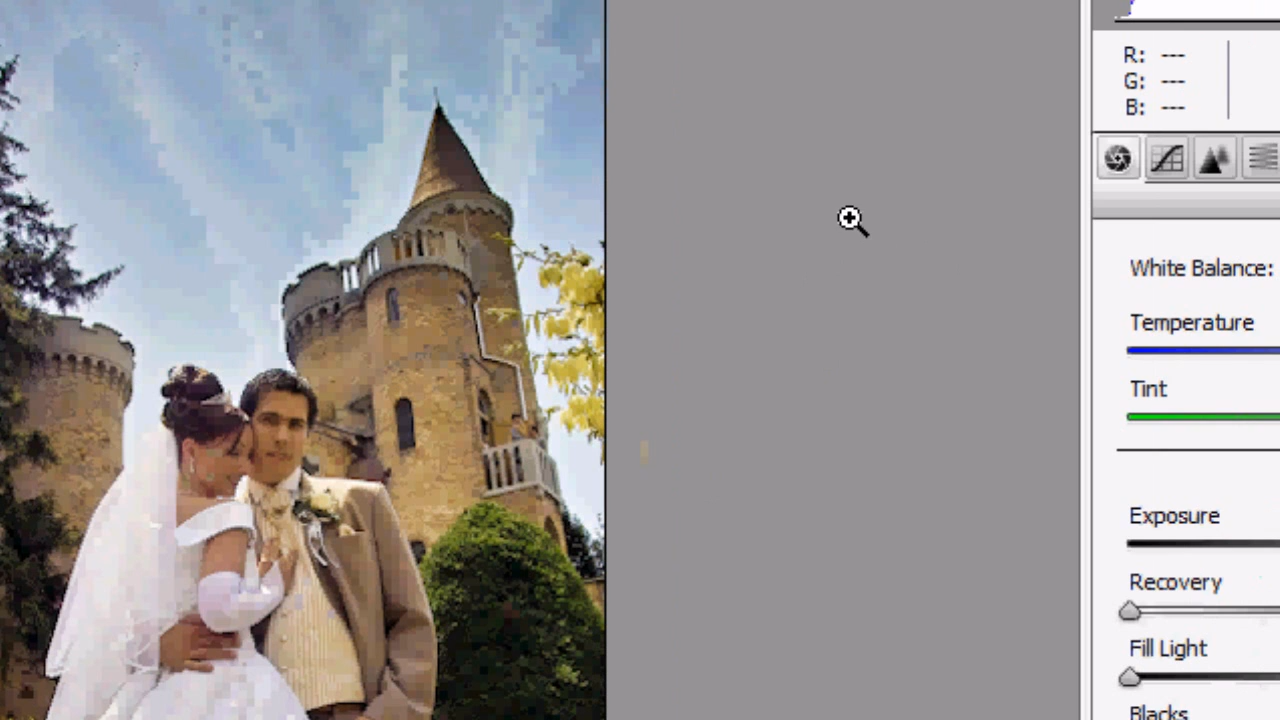 R: ---
G: ---
B: ---
White Balance:
Temperature
Tint
Exposure
Recovery
Fill Light
Blacks